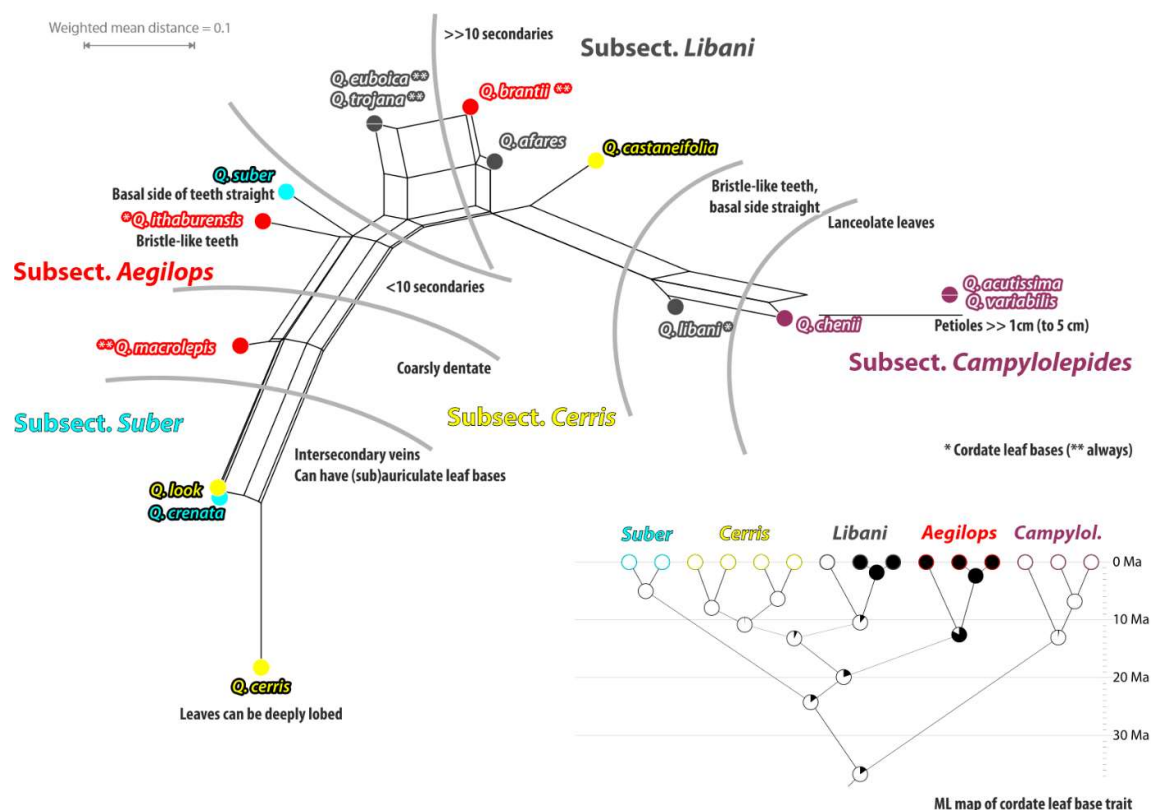 Weighted mean distance = 0.1
>>10 secondaries
Subsect. Libani
Q. euboica **
Q. trojana **
Q. brantii **
Q. afares
Q. castaneifolia
Q. suber
Basal side of teeth straight
*Q. ithaburensis
Bristle-like teeth
Bristle-like teeth,
basal side straight
Lanceolate leaves
Subsect. Aegilops
<10 secondaries
Q. acutissima
Q. variabilis
Q. libani *
Q. chenii
Petioles >> 1cm (to 5 cm)
**Q. macrolepis
Coarsly dentate
Subsect. Campylolepides
Subsect. Suber
Subsect. Cerris
Intersecondary veins
Can have (sub)auriculate leaf bases
* Cordate leaf bases (** always)
Q. look
Q. crenata
Q. cerris
Leaves can be deeply lobed
Suber Cerris Libani Aegilops Campylol.
0 Ma
10 Ma
20 Ma
30 Ma
ML map of cordate leaf base trait